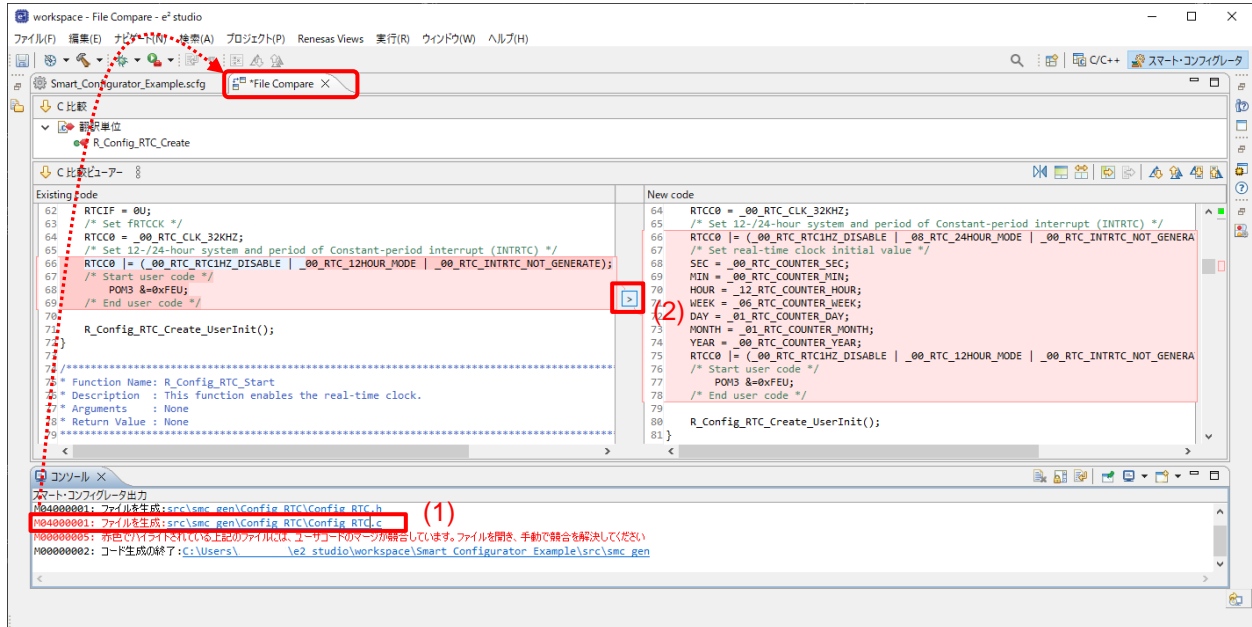 workspace - File Compare - e² studio
ファイル(F) 編集(E) ナビゲート(N) 検索(A) プロジェクト(P) Renesas Views 実行(R) ウィンドウ(W) ヘルプ(H)
C/C++ スマート・コンフィグレータ
Smart_Configurator_Example.scfg *File Compare
C 比較
翻訳単位
R_Config_RTC_Create
C 比較ビューアー
Existing code New code
62 RTCIF = 0U;
63 /* Set fRTCCK */
64 RTCC0 = _00_RTC_CLK_32KHZ;
65 /* Set 12-/24-hour system and period of Constant-period interrupt (INTRTC) */
66 RTCC0 |= (_00_RTC_RTC1HZ_DISABLE | _00_RTC_12HOUR_MODE | _00_RTC_INTRTC_NOT_GENERATE);
67 /* Start user code */
68 POM3 &=0xFEU;
69 /* End user code */
70
71 R_Config_RTC_Create_UserInit();
72 }
73
74 /***********************************************************************************
75 * Function Name: R_Config_RTC_Start
76 * Description : This function enables the real-time clock.
77 * Arguments : None
78 * Return Value : None
79 ***********************************************************************************
64 RTCC0 = _00_RTC_CLK_32KHZ;
65 /* Set 12-/24-hour system and period of Constant-period interrupt (INTRTC) */
66 RTCC0 |= (_00_RTC_RTC1HZ_DISABLE | _08_RTC_24HOUR_MODE | _00_RTC_INTRTC_NOT_GENERA
67 /* Set real-time clock initial value */
68 SEC = _00_RTC_COUNTER_SEC;
69 MIN = _00_RTC_COUNTER_MIN;
70 HOUR = _12_RTC_COUNTER_HOUR;
71 WEEK = _06_RTC_COUNTER_WEEK;
72 DAY = _01_RTC_COUNTER_DAY;
73 MONTH = _01_RTC_COUNTER_MONTH;
74 YEAR = _00_RTC_COUNTER_YEAR;
75 RTCC0 |= (_00_RTC_RTC1HZ_DISABLE | _00_RTC_12HOUR_MODE | _00_RTC_INTRTC_NOT_GENERA
76 /* Start user code */
77 POM3 &=0xFEU;
78 /* End user code */
79
80 R_Config_RTC_Create_UserInit();
81 }
(2)
コンソール
スマート・コンフィグレータ出力
M04000001: ファイルを生成:src\smc_gen\Config_RTC\Config_RTC.h
M04000001: ファイルを生成:src\smc_gen\Config_RTC\Config_RTC.c
(1)
M00000005: 赤色でハイライトされている上記のファイルには、ユーザコードのマージが競合しています。ファイルを開き、手動で競合を解決してください
M00000002: コード生成の終了:C:\Users\ \e2_studio\workspace\Smart_Configurator_Example\src\smc_gen